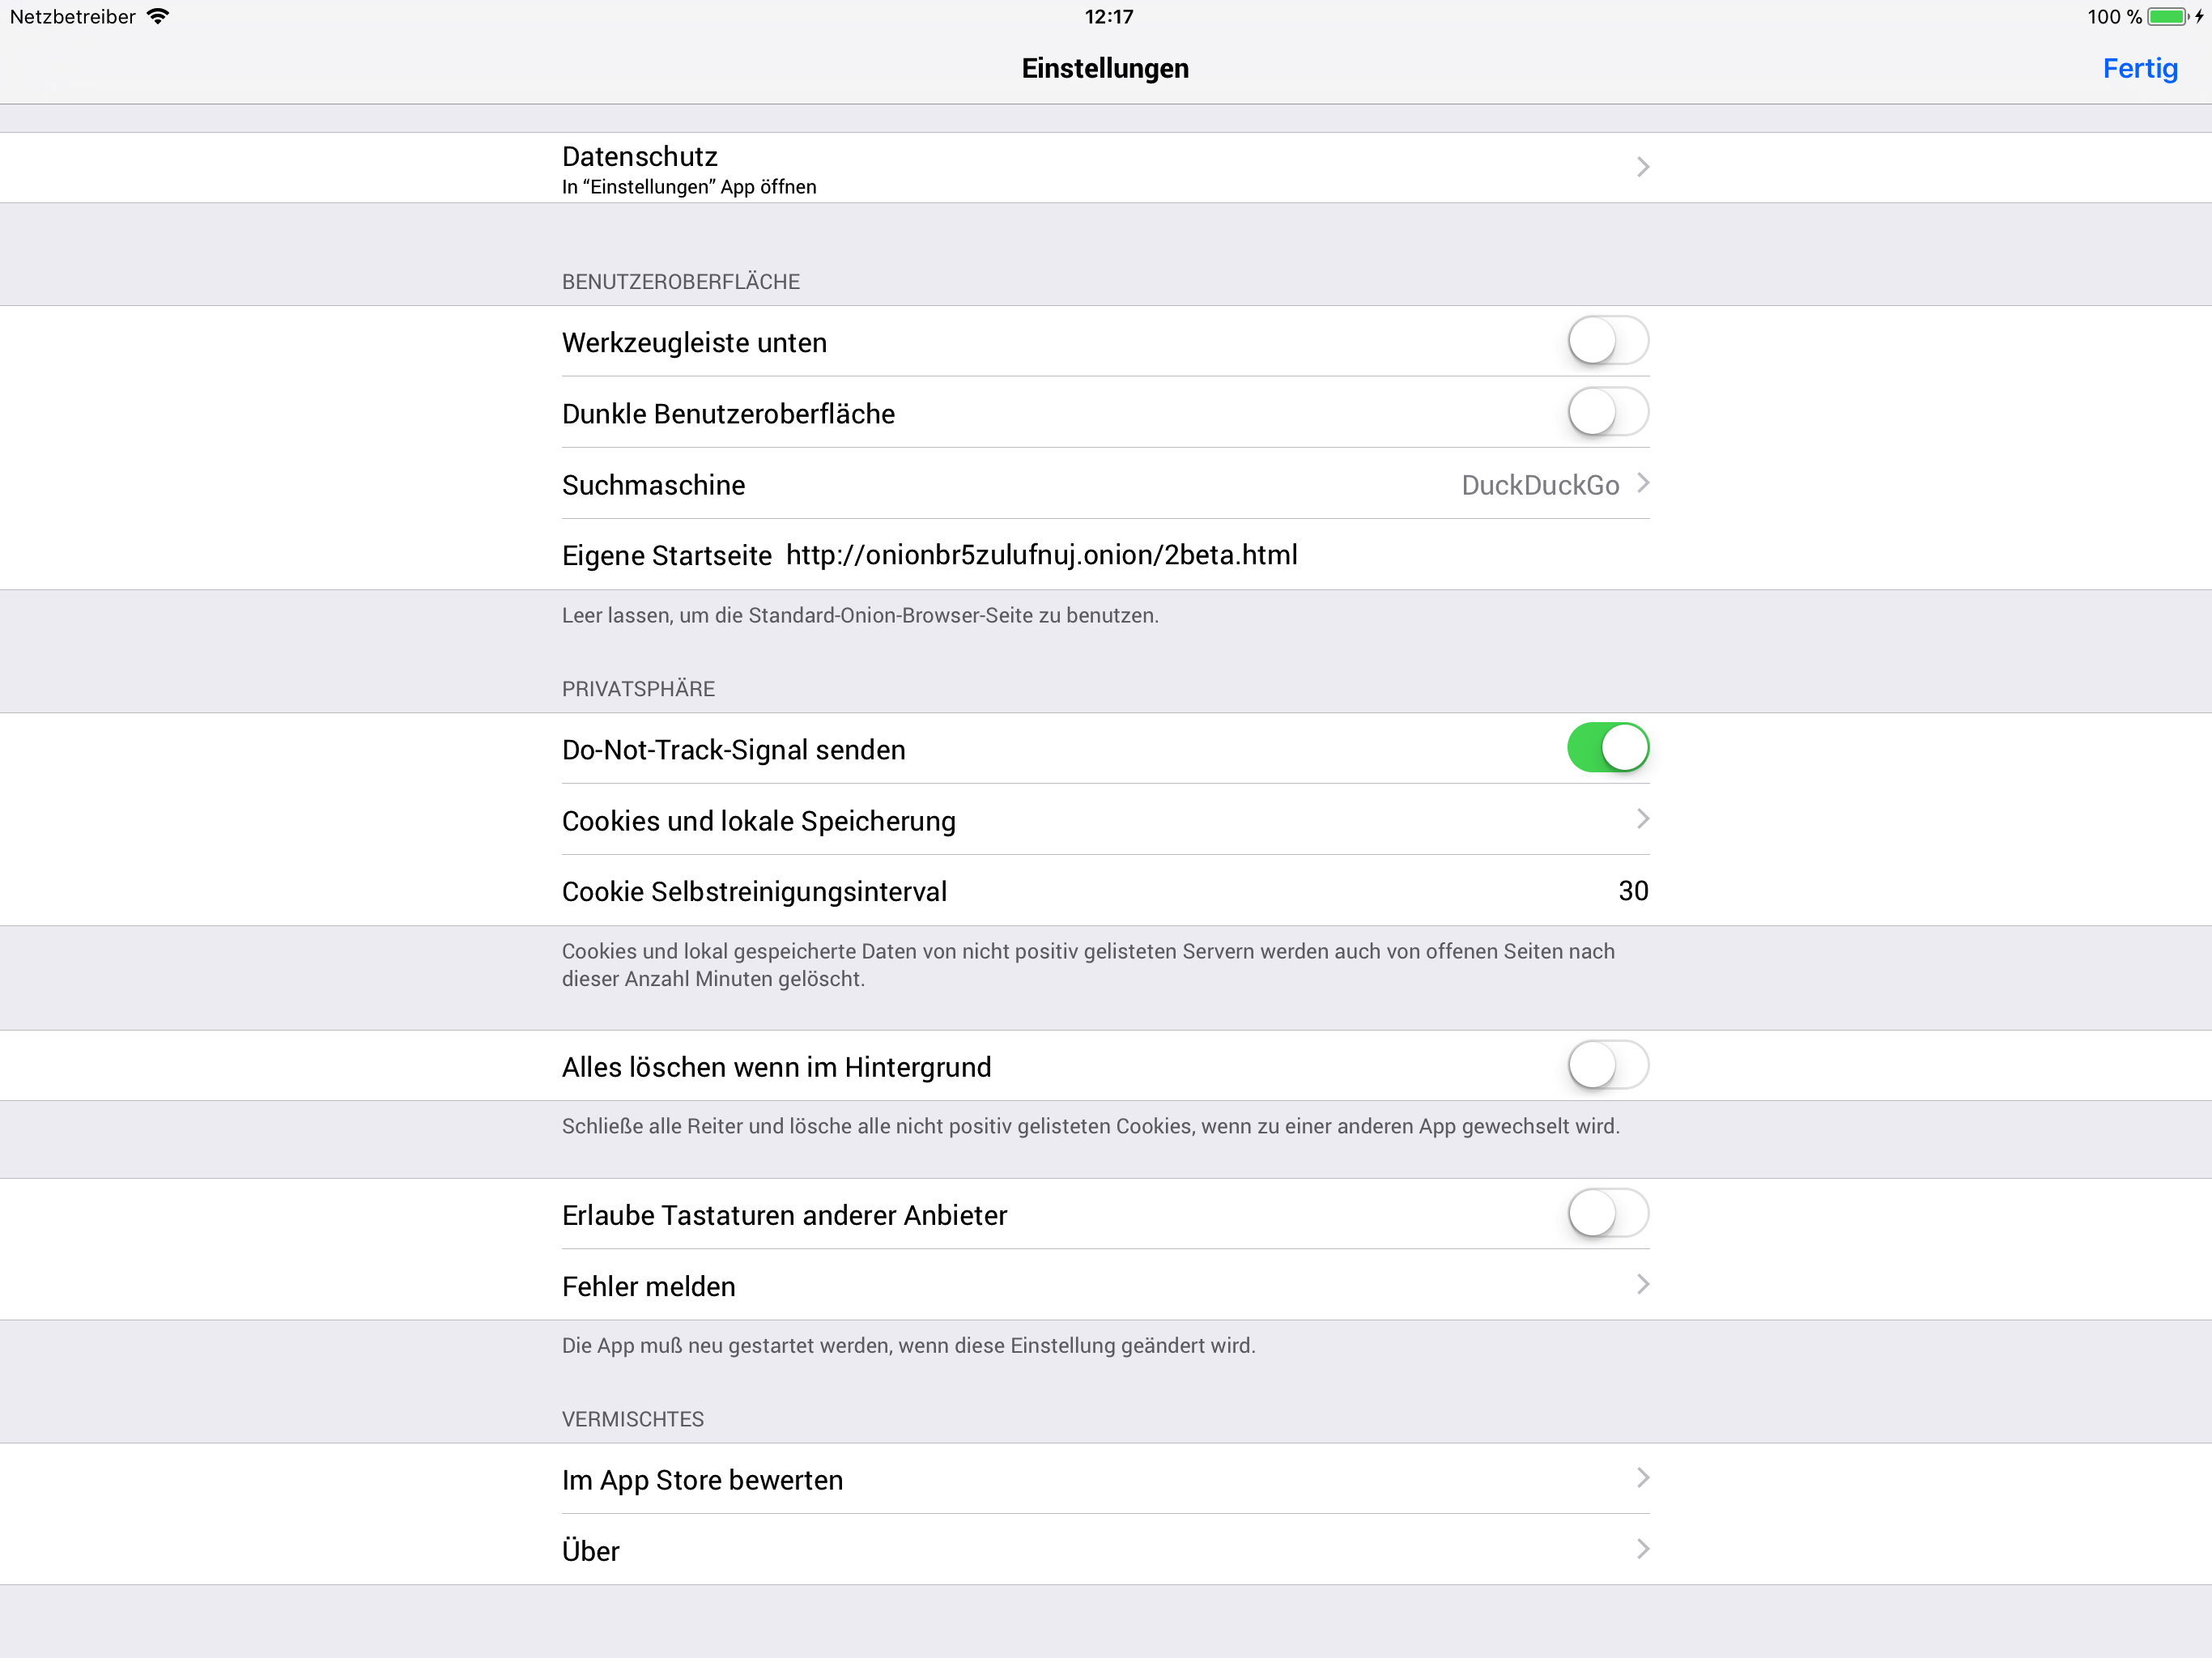 Netzbetreiber 12:17 100 %
Einstellungen Fertig
Datenschutz
In “Einstellungen” App öffnen
BENUTZEROBERFLÄCHE
Werkzeugleiste unten
Dunkle Benutzeroberfläche
Suchmaschine DuckDuckGo
Eigene Startseite http://onionbr5zulufnuj.onion/2beta.html
Leer lassen, um die Standard-Onion-Browser-Seite zu benutzen.
PRIVATSPHÄRE
Do-Not-Track-Signal senden
Cookies und lokale Speicherung
Cookie Selbstreinigungsinterval 30
Cookies und lokal gespeicherte Daten von nicht positiv gelisteten Servern werden auch von offenen Seiten nach
dieser Anzahl Minuten gelöscht.
Alles löschen wenn im Hintergrund
Schließe alle Reiter und lösche alle nicht positiv gelisteten Cookies, wenn zu einer anderen App gewechselt wird.
Erlaube Tastaturen anderer Anbieter
Fehler melden
Die App muß neu gestartet werden, wenn diese Einstellung geändert wird.
VERMISCHTES
Im App Store bewerten
Über